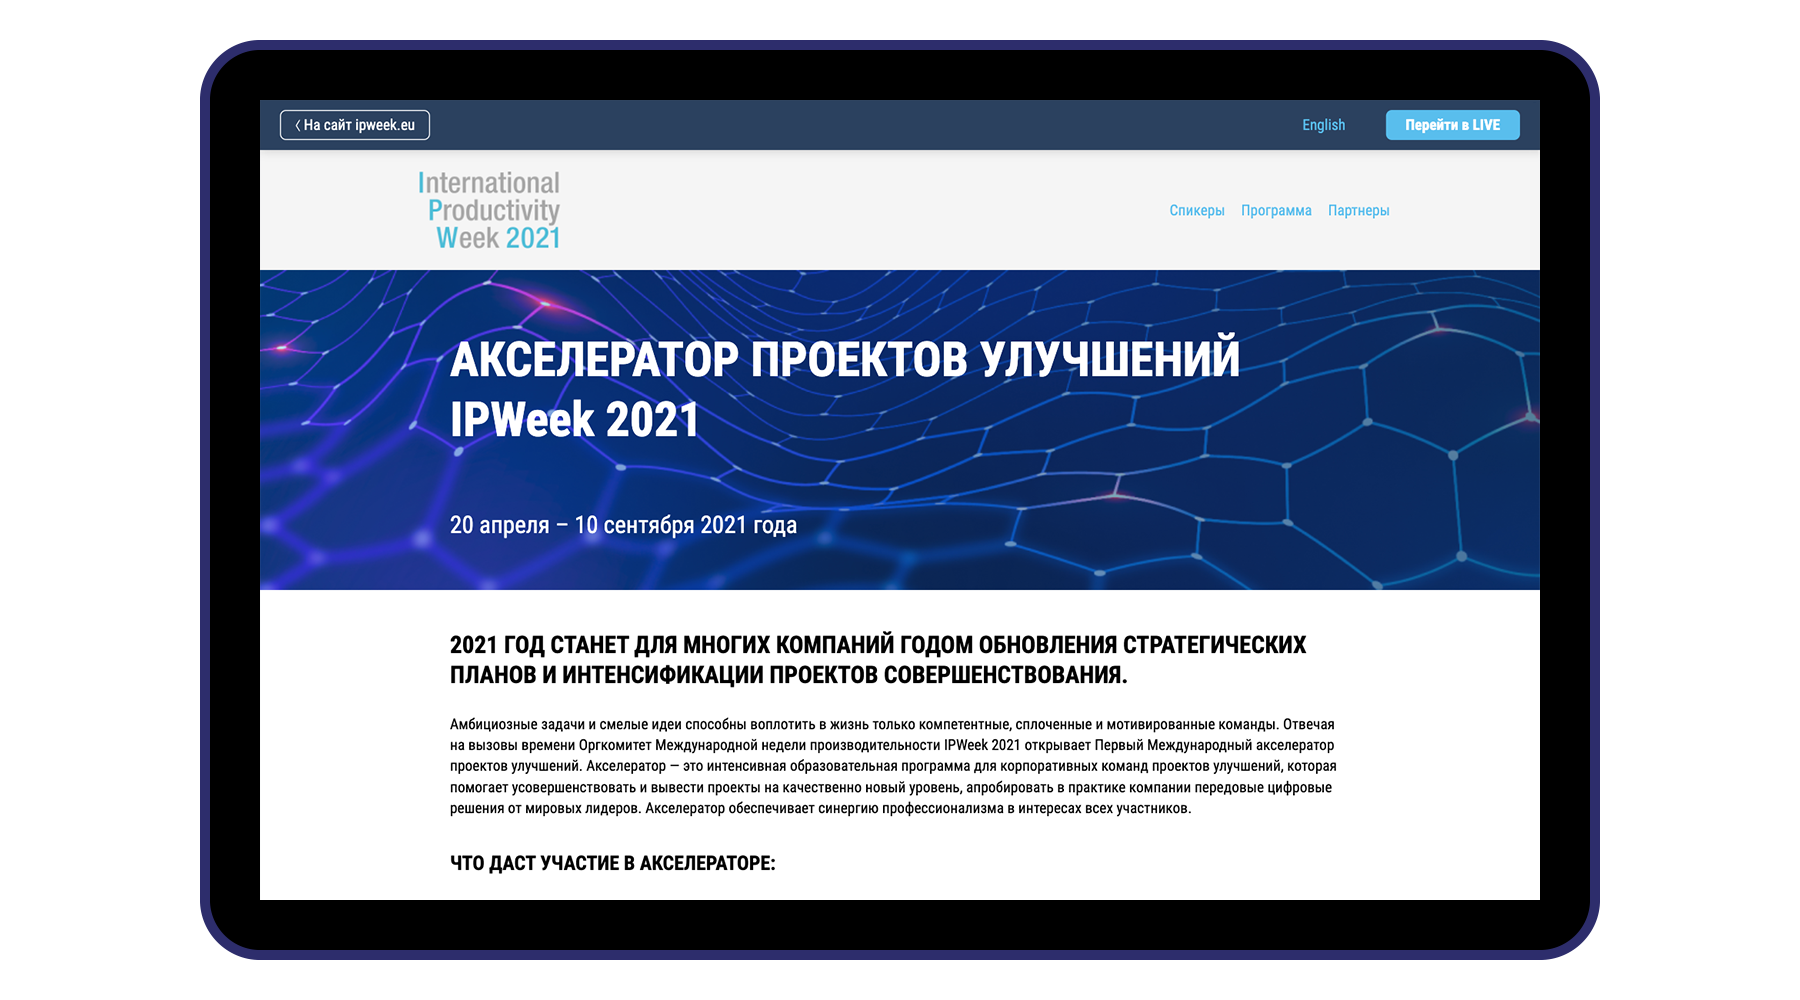 〈 На сайт ipweek.eu
English
Перейти в LIVE
International
Productivity
Week 2021
Спикеры Программа Партнеры
АКСЕЛЕРАТОР ПРОЕКТОВ УЛУЧШЕНИЙ
IPWeek 2021
20 апреля – 10 сентября 2021 года
2021 ГОД СТАНЕТ ДЛЯ МНОГИХ КОМПАНИЙ ГОДОМ ОБНОВЛЕНИЯ СТРАТЕГИЧЕСКИХ
ПЛАНОВ И ИНТЕНСИФИКАЦИИ ПРОЕКТОВ СОВЕРШЕНСТВОВАНИЯ.
Амбициозные задачи и смелые идеи способны воплотить в жизнь только компетентные, сплоченные и мотивированные команды. Отвечая
на вызовы времени Оргкомитет Международной недели производительности IPWeek 2021 открывает Первый Международный акселератор
проектов улучшений. Акселератор — это интенсивная образовательная программа для корпоративных команд проектов улучшений, которая
помогает усовершенствовать и вывести проекты на качественно новый уровень, апробировать в практике компании передовые цифровые
решения от мировых лидеров. Акселератор обеспечивает синергию профессионализма в интересах всех участников.
ЧТО ДАСТ УЧАСТИЕ В АКСЕЛЕРАТОРЕ: